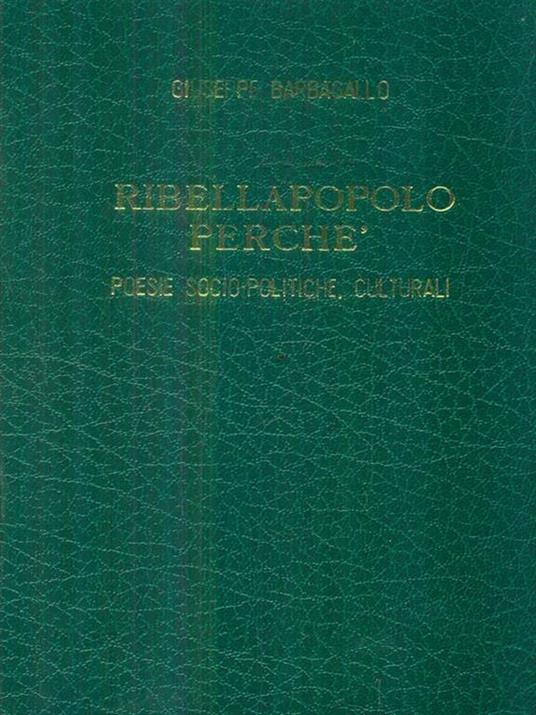 GIUSEPPE BARBAGALLO
RIBELLAPOPOLO
PERCHE'
POESIE SOCIO-POLITICHE, CULTURALI